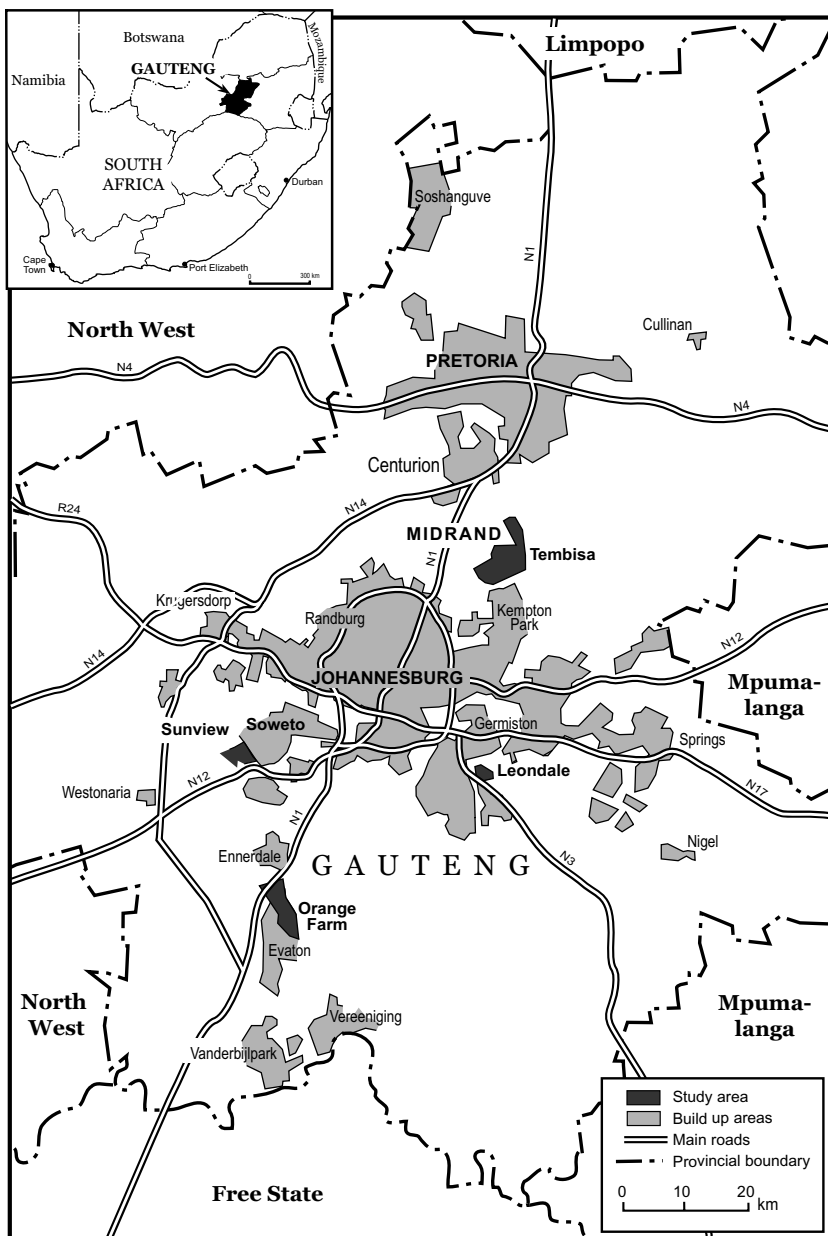 Botswana
Mozambique
Namibia
GAUTENG
SOUTH
AFRICA
Durban
Cape
Town
Port Elizabeth
0
300 km
Limpopo
Soshanguve
N1
North West
Cullinan
PRETORIA
N4
N4
Centurion
R24
N14
MIDRAND
N1
Tembisa
Krugersdorp
Randburg
Kempton
Park
N14
N12
JOHANNESBURG
Mpuma-
langa
Sunview
Soweto
Germiston
Springs
Leondale
N12
Westonaria
N17
N1
Nigel
Ennerdale
GAUTENG
N3
Orange
Farm
Evaton
North
West
Mpuma-
langa
Vereeniging
Vanderbijlpark
Free State
Study area
Build up areas
Main roads
Provincial boundary
0 10 20
km